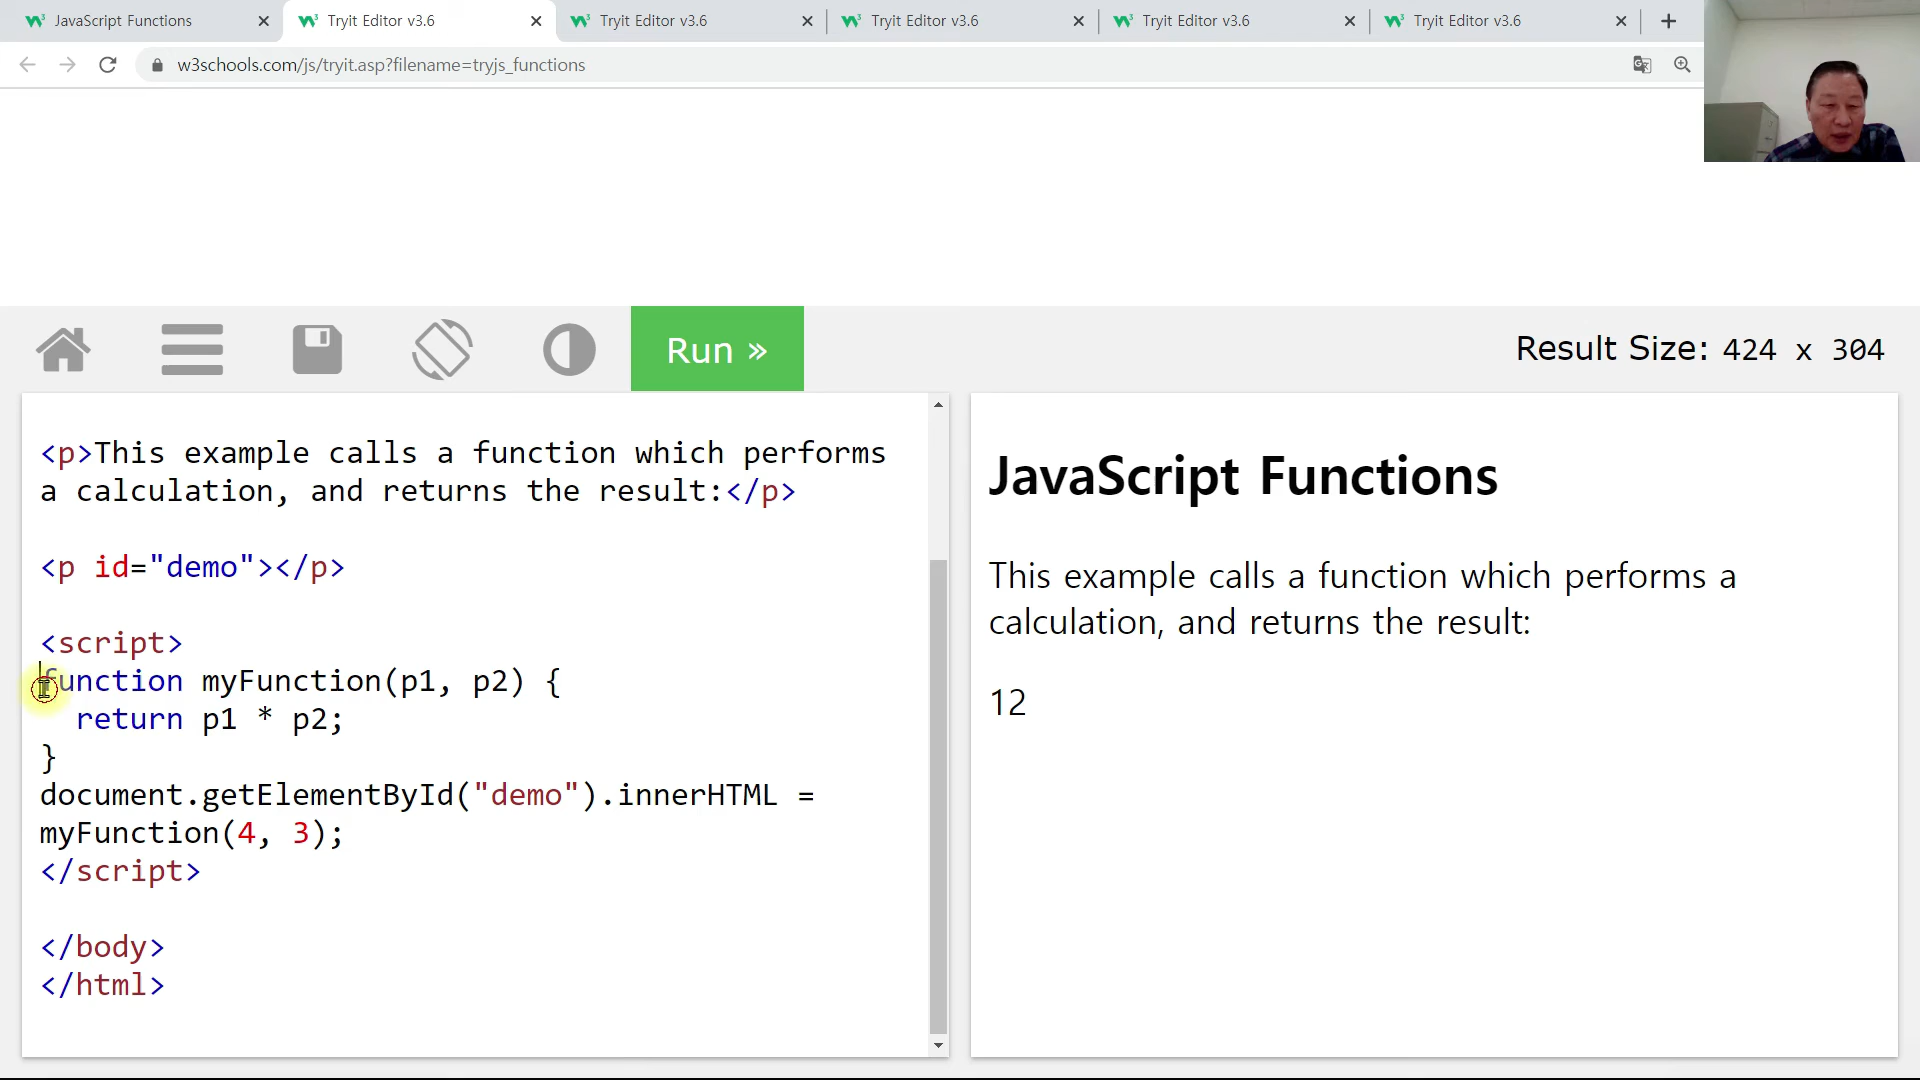 JavaScript Functions
Tryit Editor v3.6
Tryit Editor v3.6
Tryit Editor v3.6
Tryit Editor v3.6
Tryit Editor v3.6
w3schools.com/js/tryit.asp?filename=tryjs_functions
Run »
Result Size: 424 x 304
<p>This example calls a function which performs
a calculation, and returns the result:</p>
<p id="demo"></p>
<script>
function myFunction(p1, p2) {
  return p1 * p2;
}
document.getElementById("demo").innerHTML =
myFunction(4, 3);
</script>
</body>
</html>
JavaScript Functions
This example calls a function which performs a
calculation, and returns the result:
12